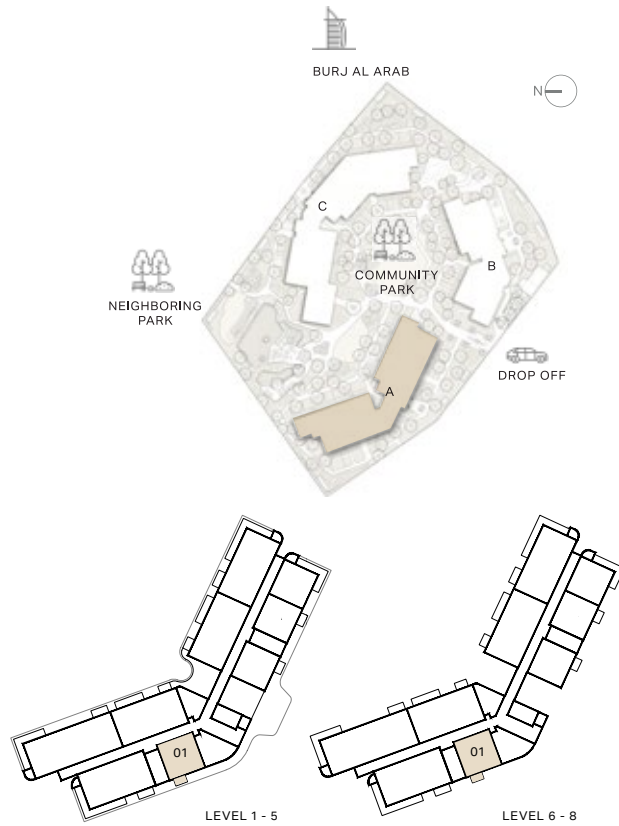 BURJ AL ARAB
N
C
COMMUNITY
PARK
B
NEIGHBORING
PARK
DROP OFF
A
01
LEVEL 1 - 5
01
LEVEL 6 - 8